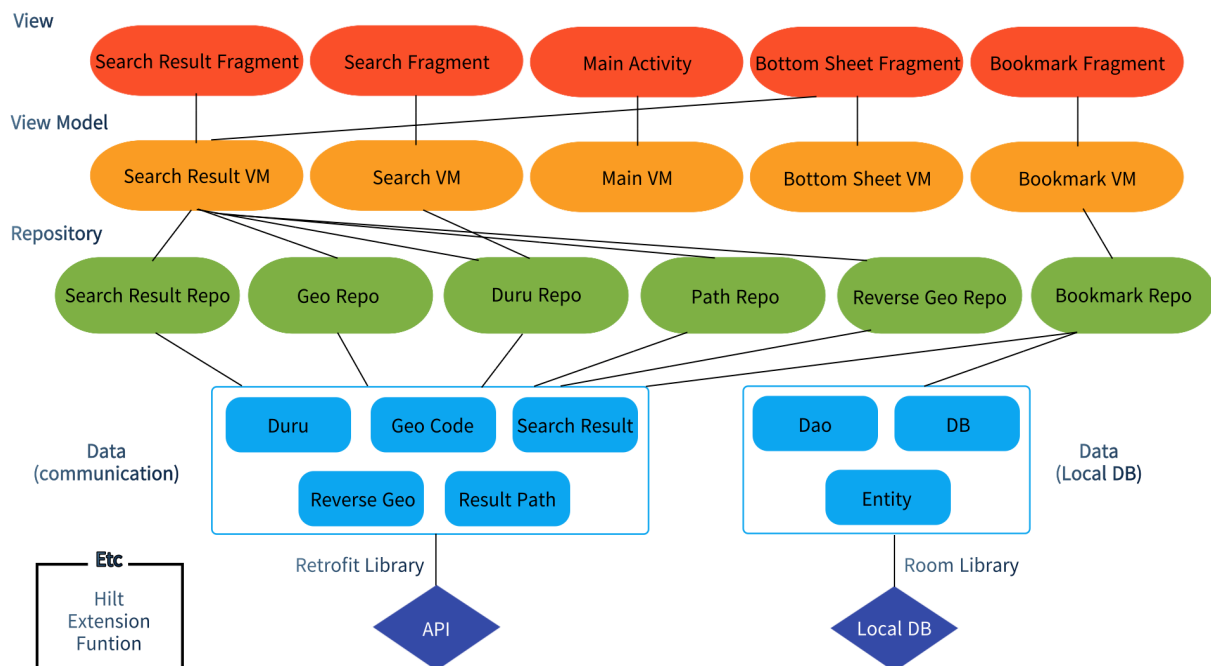 View
Search Result Fragment
Search Fragment
Main Activity
Bottom Sheet Fragment
Bookmark Fragment
View Model
Search Result VM
Search VM
Main VM
Bottom Sheet VM
Bookmark VM
Repository
Search Result Repo
Geo Repo
Duru Repo
Path Repo
Reverse Geo Repo
Bookmark Repo
Data
(communication)
Duru
Geo Code
Search Result
Reverse Geo
Result Path
Dao
DB
Entity
Data
(Local DB)
Retrofit Library
Room Library
API
Local DB
Etc
Hilt
Extension
Funtion